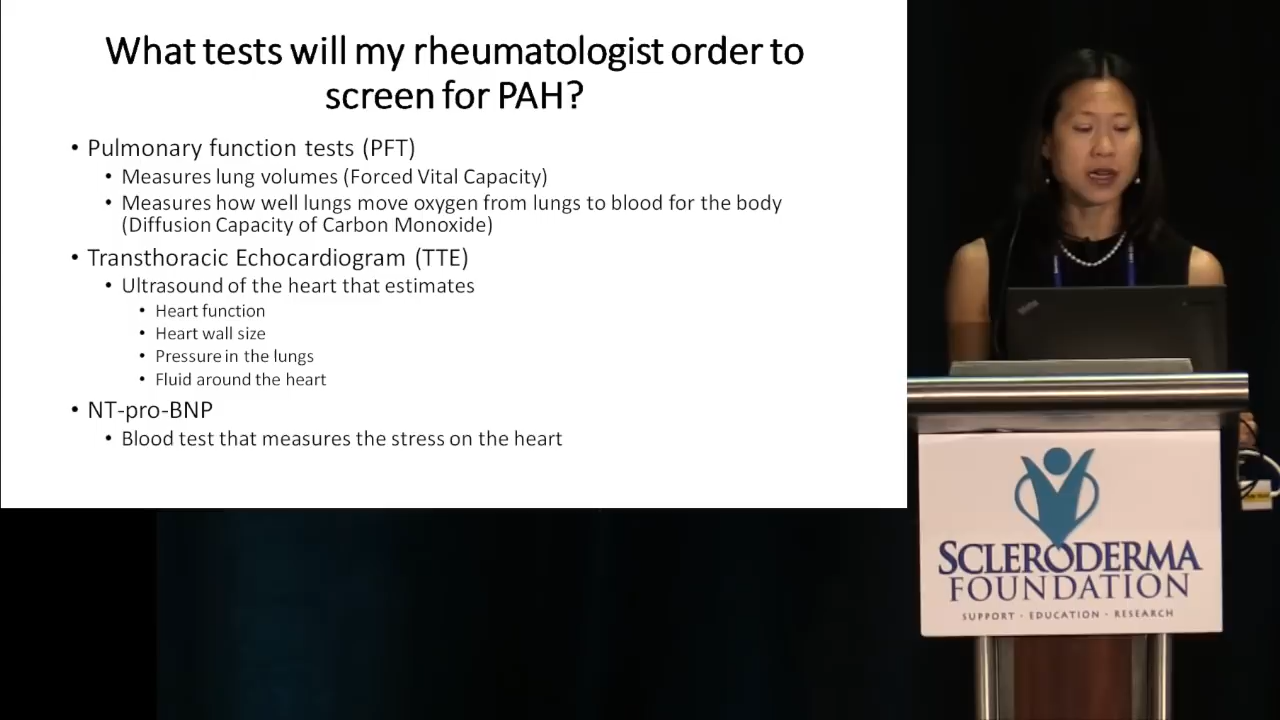 What tests will my rheumatologist order to
screen for PAH?
• Pulmonary function tests (PFT)
• Measures lung volumes (Forced Vital Capacity)
• Measures how well lungs move oxygen from lungs to blood for the body
(Diffusion Capacity of Carbon Monoxide)
• Transthoracic Echocardiogram (TTE)
• Ultrasound of the heart that estimates
• Heart function
• Heart wall size
• Pressure in the lungs
• Fluid around the heart
• NT-pro-BNP
• Blood test that measures the stress on the heart
ThinkPad
SCLERODERMA
FOUNDATION
SUPPORT · EDUCATION · RESEARCH